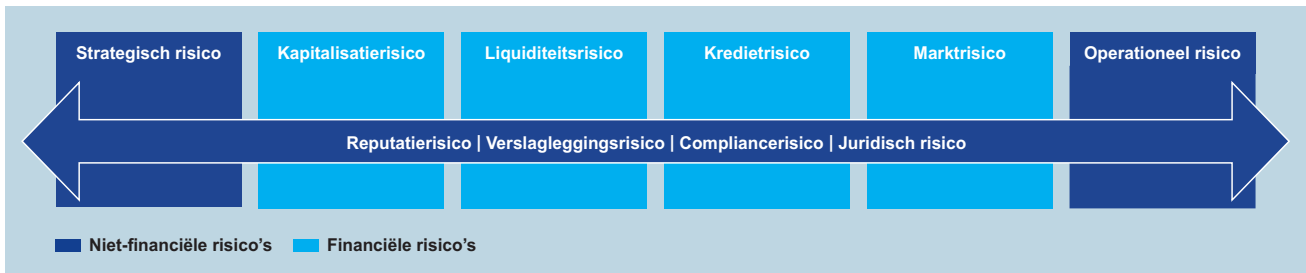 Strategisch risico
Kapitalisatierisico
Liquiditeitsrisico
Kredietrisico
Marktrisico
Operationeel risico
Reputatierisico | Verslagleggingsrisico | Compliancerisico | Juridisch risico
Niet-financiële risico’s
Financiële risico’s